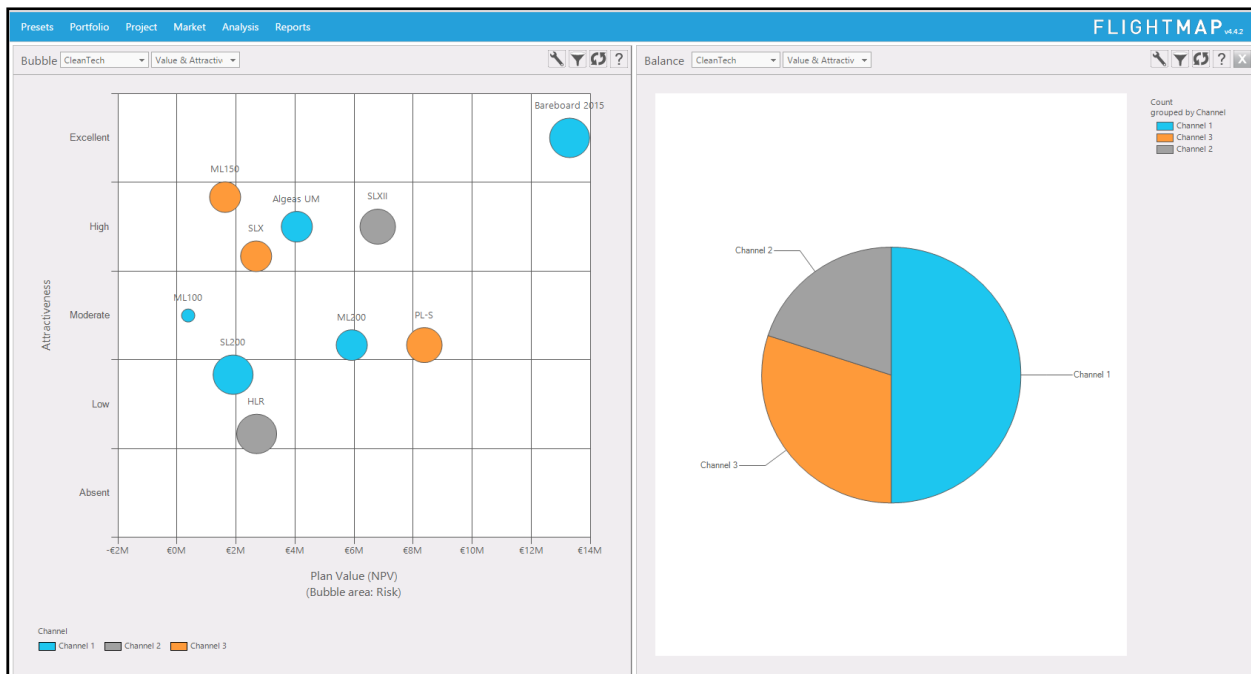 Presets Portfolio Project Market Analysis Reports
FLIGHTMAP v4.4.2
Bubble CleanTech Value & Attractiv ?
Balance CleanTech Value & Attractiv ? X
Bareboard 2015
Excellent
ML150
Algeas UM
SLXII
High
SLX
ML100
Moderate
ML200
PL-S
SL200
HLR
Low
Absent
Attractiveness
-€2M €0M €2M €4M €6M €8M €10M €12M €14M
Plan Value (NPV)
(Bubble area: Risk)
Channel
Channel 1 Channel 2 Channel 3
Count
grouped by Channel
Channel 1
Channel 3
Channel 2
Channel 2
Channel 1
Channel 3